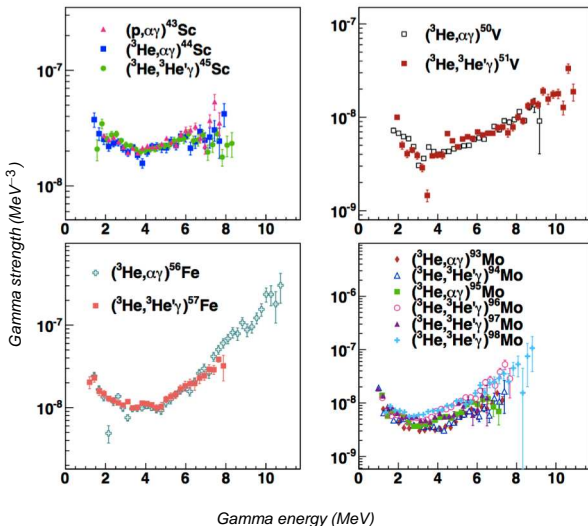 Gamma strength (MeV⁻³)
(p,αγ)⁴³Sc
(³He,αγ)⁴⁴Sc
(³He,³He'γ)⁴⁵Sc
10⁻⁷
10⁻⁸
0 2 4 6 8 10
(³He,αγ)⁵⁰V
(³He,³He'γ)⁵¹V
10⁻⁷
10⁻⁸
10⁻⁹
0 2 4 6 8 10
(³He,αγ)⁵⁶Fe
(³He,³He'γ)⁵⁷Fe
10⁻⁷
10⁻⁸
0 2 4 6 8 10
(³He,αγ)⁹³Mo
(³He,³He'γ)⁹⁴Mo
(³He,αγ)⁹⁵Mo
(³He,³He'γ)⁹⁶Mo
(³He,³He'γ)⁹⁷Mo
(³He,³He'γ)⁹⁸Mo
10⁻⁶
10⁻⁷
10⁻⁸
10⁻⁹
0 2 4 6 8 10
Gamma energy (MeV)